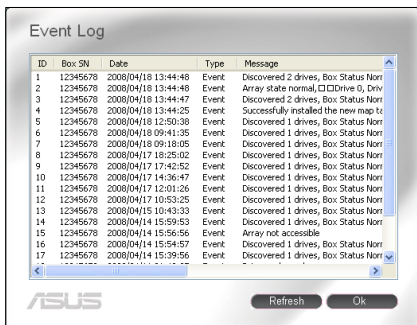 Event Log
ID Box SN Date Type Message
1 12345678 2008/04/18 13:44:48 Event Discovered 2 drives, Box Status Norr
2 12345678 2008/04/18 13:44:48 Event Array state normal, □□Drive 0, Driv
3 12345678 2008/04/18 13:44:47 Event Discovered 2 drives, Box Status Norr
4 12345678 2008/04/18 13:44:25 Event Successfully installed the new map ta
5 12345678 2008/04/18 12:50:38 Event Discovered 1 drives, Box Status Norr
6 12345678 2008/04/18 09:41:35 Event Discovered 1 drives, Box Status Norr
7 12345678 2008/04/18 09:18:05 Event Discovered 1 drives, Box Status Norr
8 12345678 2008/04/17 18:25:02 Event Discovered 1 drives, Box Status Norr
9 12345678 2008/04/17 17:42:52 Event Discovered 1 drives, Box Status Norr
10 12345678 2008/04/17 14:36:47 Event Discovered 1 drives, Box Status Norr
11 12345678 2008/04/17 12:01:26 Event Discovered 1 drives, Box Status Norr
12 12345678 2008/04/17 10:53:25 Event Discovered 1 drives, Box Status Norr
13 12345678 2008/04/15 10:43:33 Event Discovered 1 drives, Box Status Norr
14 12345678 2008/04/14 15:59:53 Event Discovered 1 drives, Box Status Norr
15 12345678 2008/04/14 15:56:56 Event Array not accessible
16 12345678 2008/04/14 15:54:57 Event Discovered 1 drives, Box Status Norr
17 12345678 2008/04/14 15:39:56 Event Discovered 1 drives, Box Status Norr
ASUS
Refresh Ok